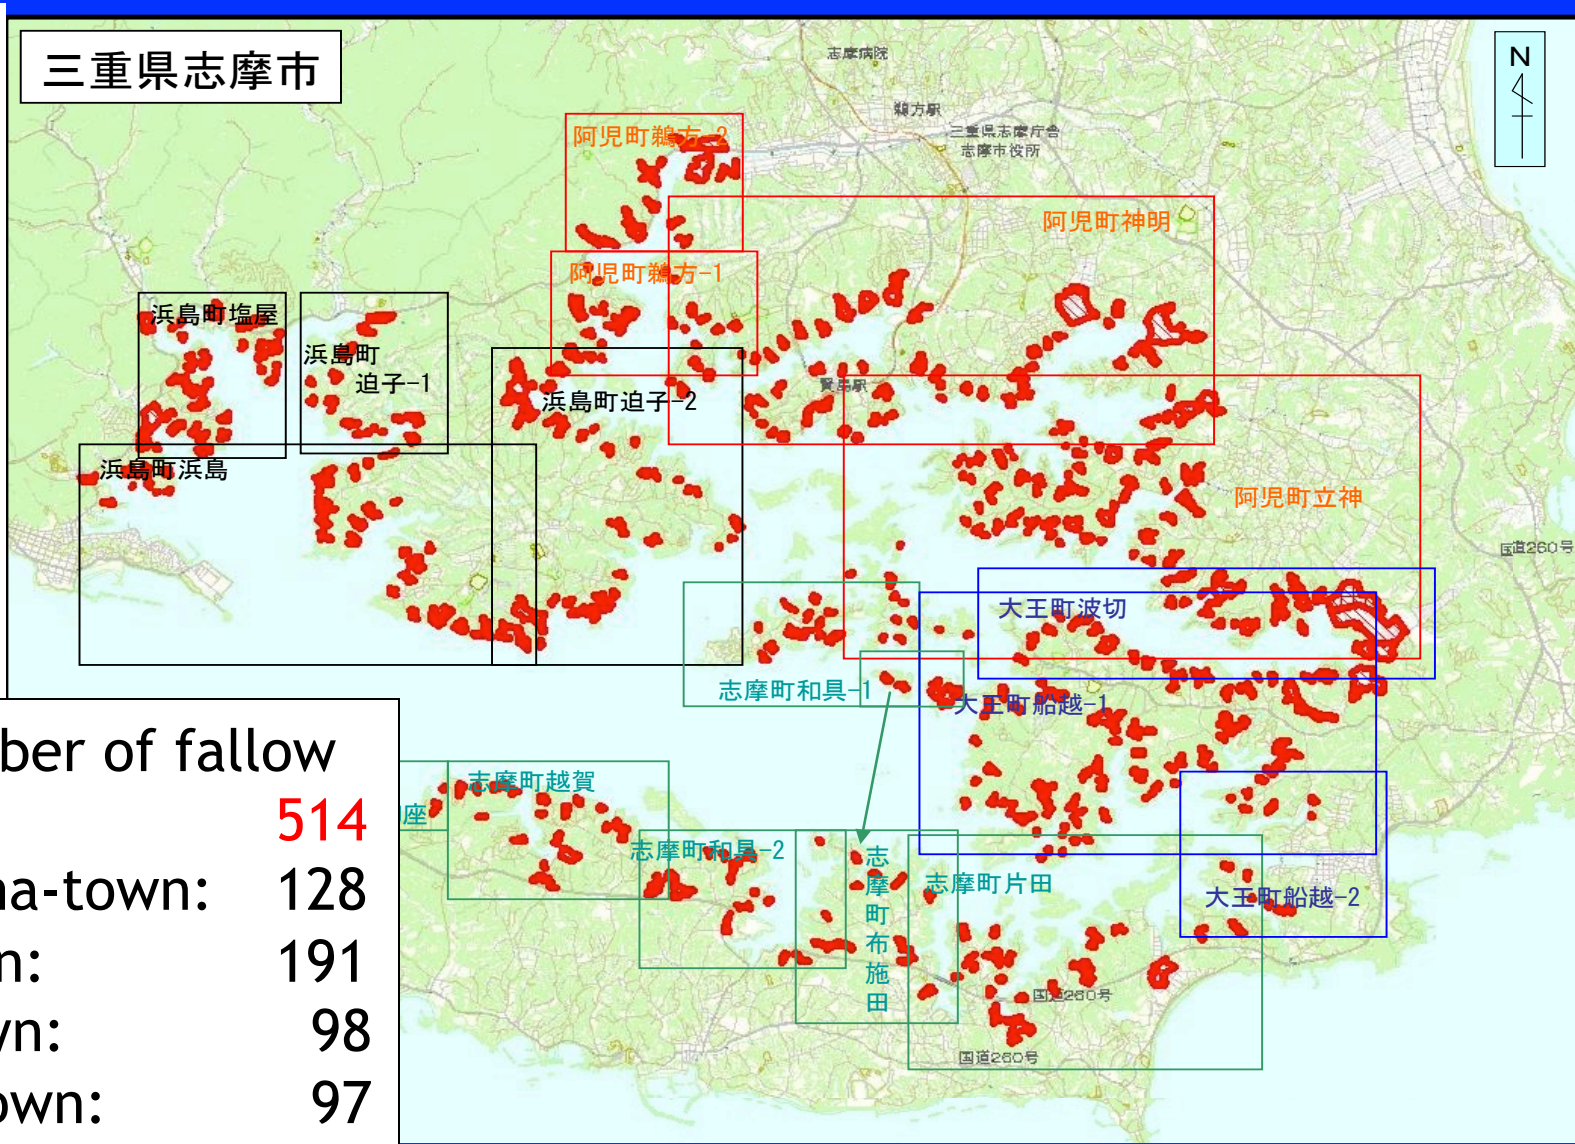 三重県志摩市
N
志摩病院
鵜方駅
三重県志摩庁舎
志摩市役所
阿児町鵜方-2
阿児町神明
阿児町鵜方-1
浜島町塩屋
浜島町
迫子-1
浜島町迫子-2
賢島駅
浜島町浜島
阿児町立神
国道260号
大王町波切
志摩町和具-1
大王町船越-1
志摩町越賀
座
志摩町和具-2
志摩町布施田
志摩町片田
大王町船越-2
国道260号
国道260号
ber of fallow
514
na-town: 128
n: 191
wn: 98
own: 97